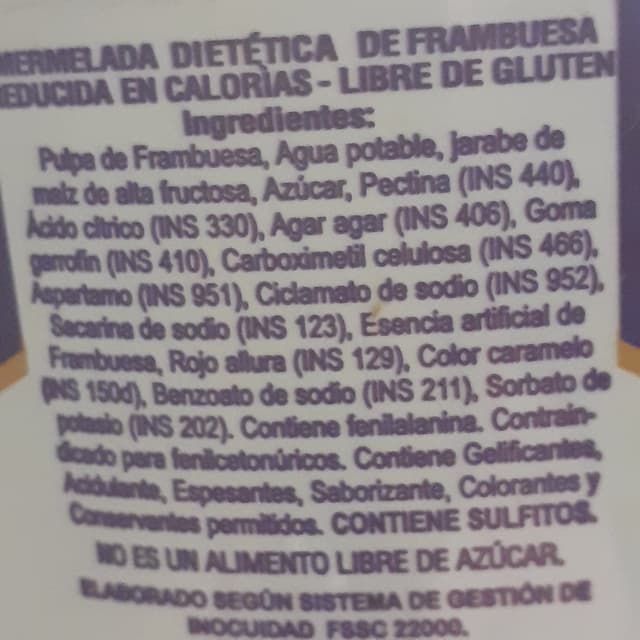 MERMELADA DIETÉTICA DE FRAMBUESA
REDUCIDA EN CALORÍAS - LIBRE DE GLUTEN
Ingredientes:
Pulpa de Frambuesa, Agua potable, Jarabe de
maíz de alta fructosa, Azúcar, Pectina (INS 440),
Ácido cítrico (INS 330), Agar agar (INS 406), Goma
garrofín (INS 410), Carboximetil celulosa (INS 466),
Aspartamo (INS 951), Ciclamato de sodio (INS 952),
Sacarina de sodio (INS 123), Esencia artificial de
Frambuesa, Rojo allura (INS 129), Color caramelo
(INS 150d), Benzoato de sodio (INS 211), Sorbato de
potasio (INS 202). Contiene fenilalanina. Contrain-
dicado para fenilcetonúricos. Contiene Gelificantes,
Acidulante, Espesantes, Saborizante, Colorantes y
Conservantes permitidos. CONTIENE SULFITOS.
NO ES UN ALIMENTO LIBRE DE AZÚCAR.
ELABORADO SEGÚN SISTEMA DE GESTIÓN DE
INOCUIDAD FSSC 22000.